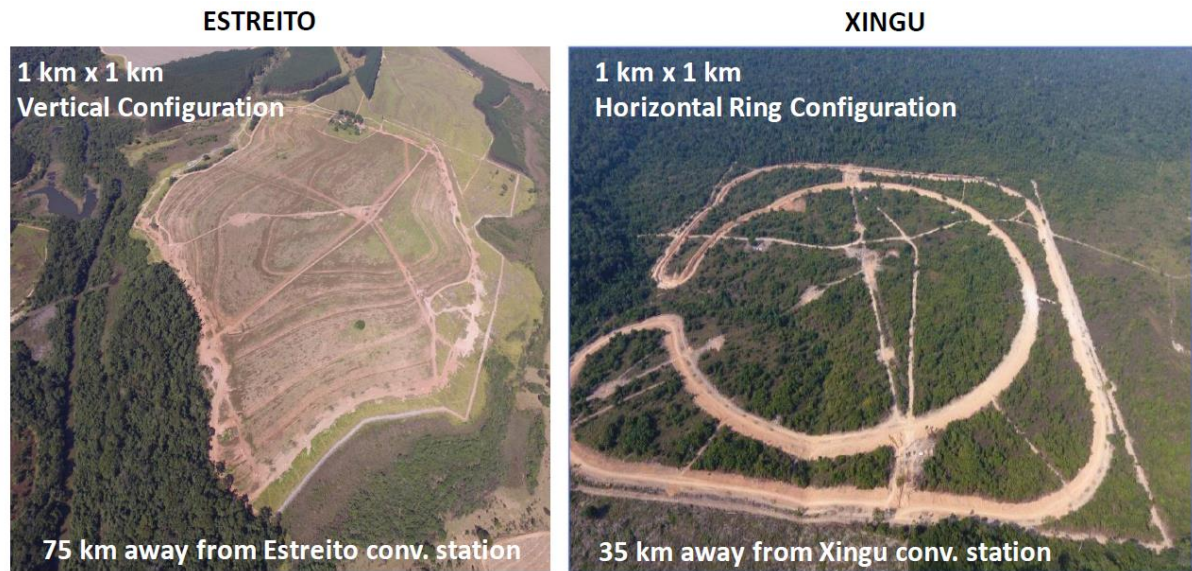 ESTREITO
XINGU
1 km x 1 km
Vertical Configuration
1 km x 1 km
Horizontal Ring Configuration
75 km away from Estreito conv. station
35 km away from Xingu conv. station